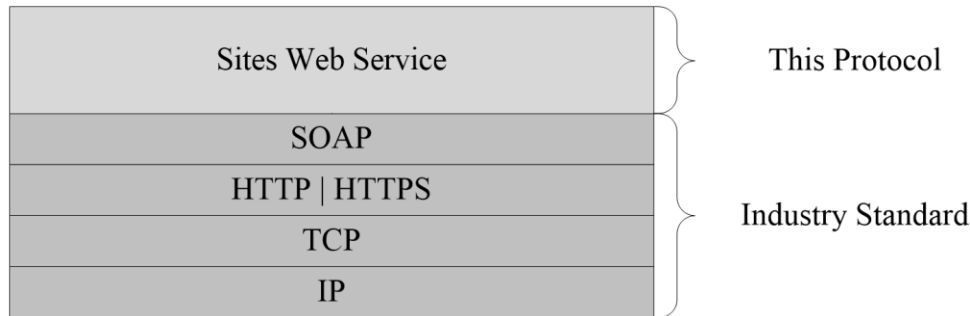 Sites Web Service
This Protocol
SOAP
HTTP | HTTPS
TCP
IP
Industry Standard